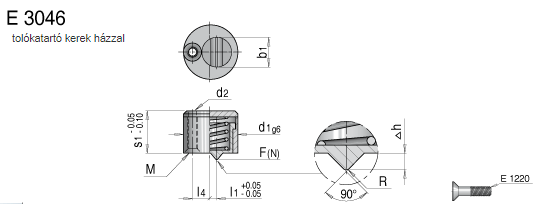 E 3046
tolókatartó kerek házzal
b1
d2
s1 -0.05 -0.10
d1g6
Δh
F(N)
M
R
l4
l1 +0.05 -0.05
90°
E 1220